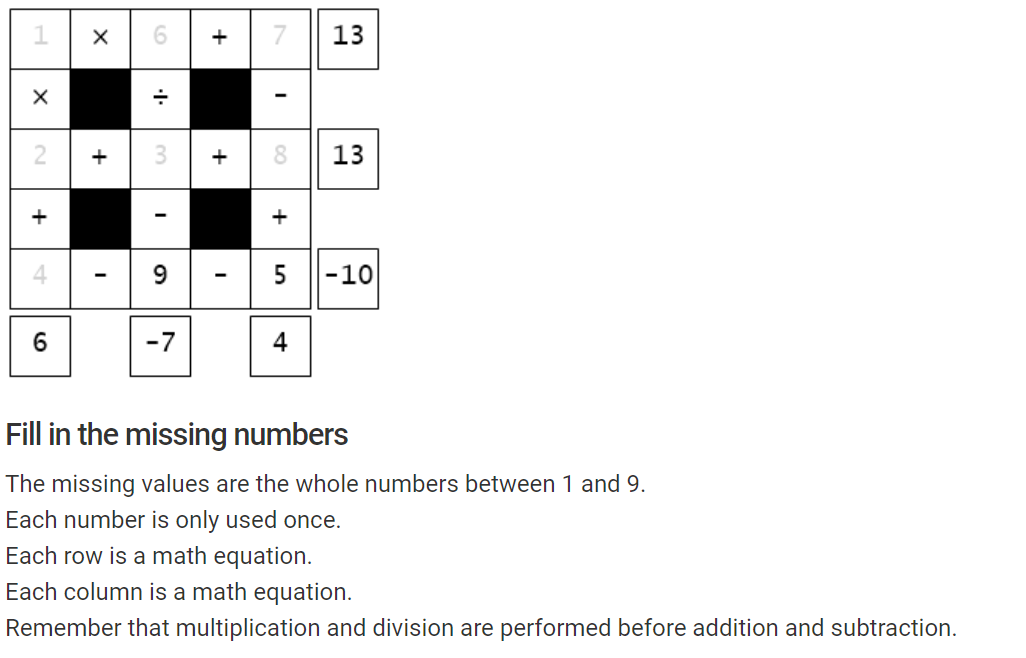 1 × 6 + 7 13
× ÷ -
2 + 3 + 8 13
+ - +
4 - 9 - 5 -10
6 -7 4
Fill in the missing numbers
The missing values are the whole numbers between 1 and 9.
Each number is only used once.
Each row is a math equation.
Each column is a math equation.
Remember that multiplication and division are performed before addition and subtraction.